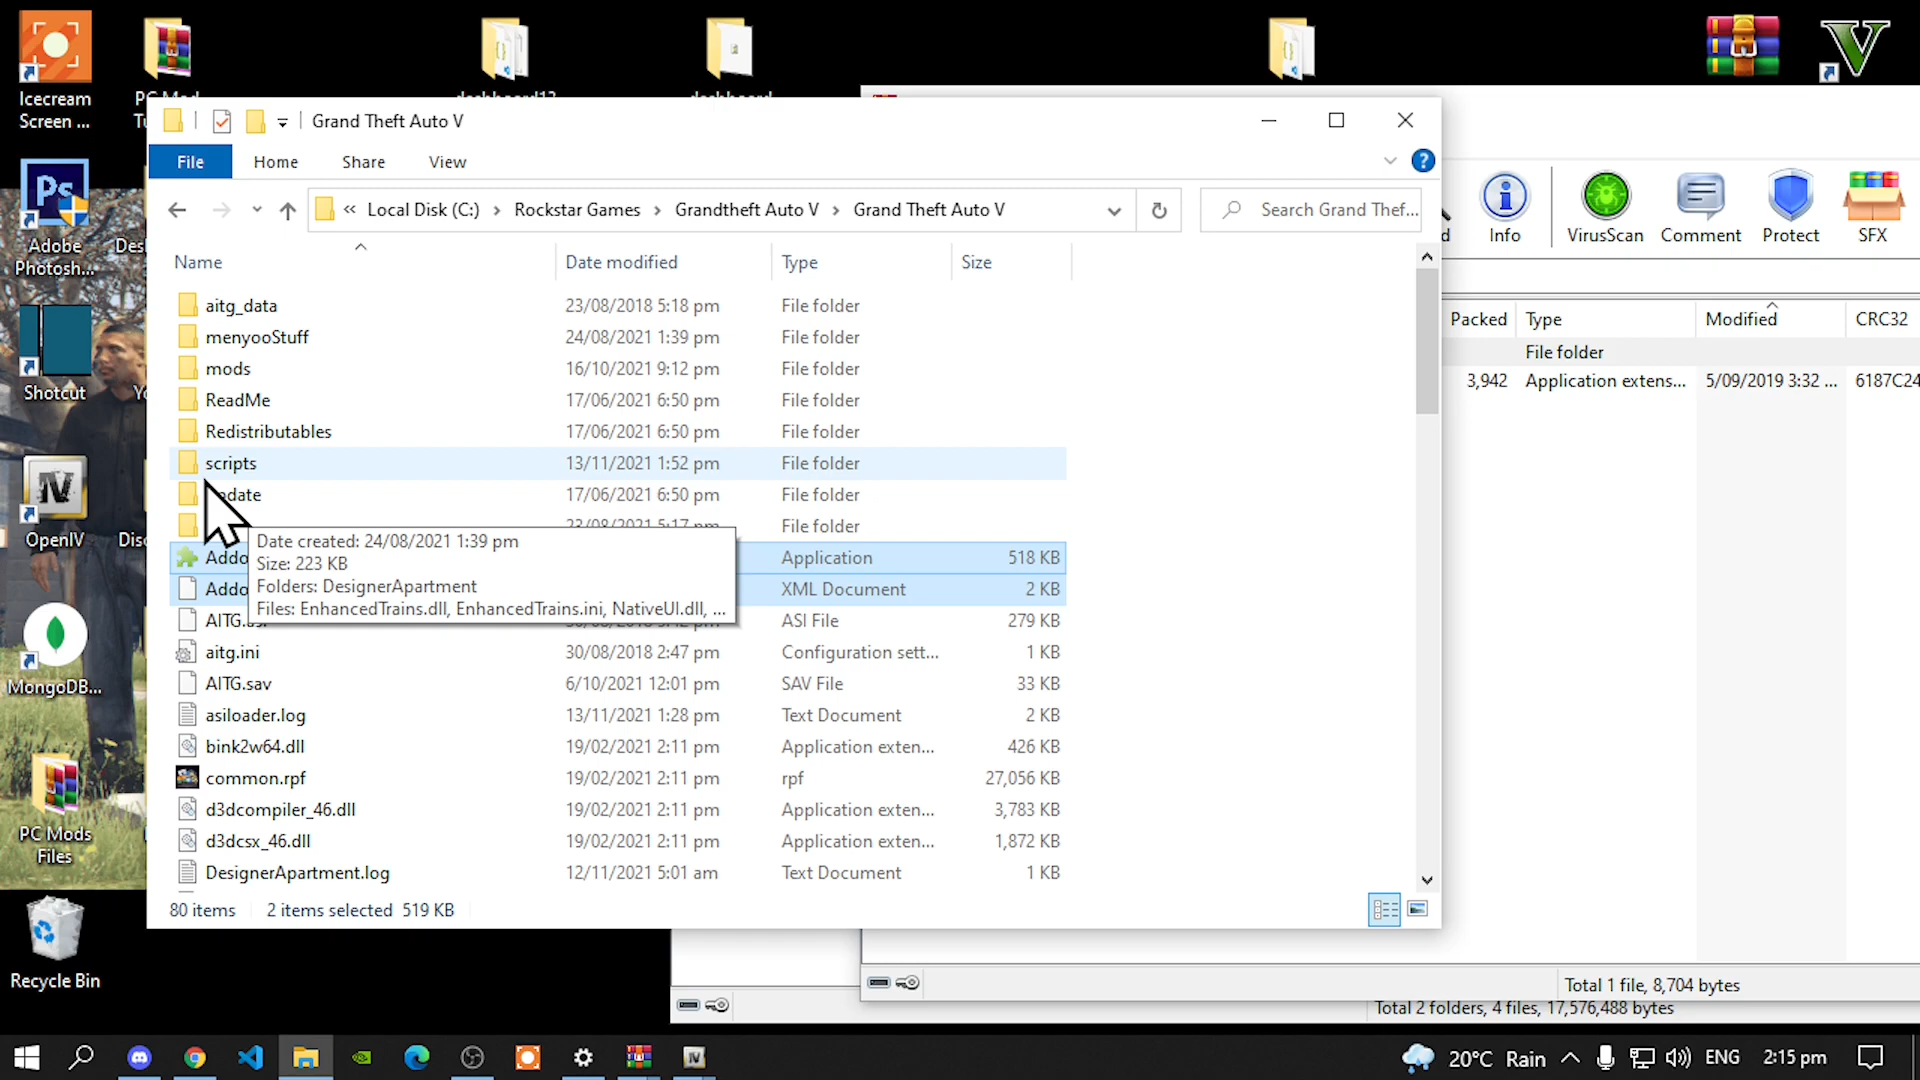 Icecream
Screen ...
PC Mod
dashboard13
dashboard
Grand Theft Auto V
File
Home
Share
View
?
« Local Disk (C:) › Rockstar Games › Grandtheft Auto V › Grand Theft Auto V
Search Grand Thef...
Info
VirusScan
Comment
Protect
SFX
Name
Date modified
Type
Size
aitg_data 23/08/2018 5:18 pm File folder
menyooStuff 24/08/2021 1:39 pm File folder
mods 16/10/2021 9:12 pm File folder
ReadMe 17/06/2021 6:50 pm File folder
Redistributables 17/06/2021 6:50 pm File folder
scripts 13/11/2021 1:52 pm File folder
17/06/2021 6:50 pm File folder
23/08/2021 5:17 pm File folder
Addo Application 518 KB
Addo XML Document 2 KB
ASI File 279 KB
aitg.ini 30/08/2018 2:47 pm Configuration sett... 1 KB
AITG.sav 6/10/2021 12:01 pm SAV File 33 KB
asiloader.log 13/11/2021 1:28 pm Text Document 2 KB
bink2w64.dll 19/02/2021 2:11 pm Application exten... 426 KB
common.rpf 19/02/2021 2:11 pm rpf 27,056 KB
d3dcompiler_46.dll 19/02/2021 2:11 pm Application exten... 3,783 KB
d3dcsx_46.dll 19/02/2021 2:11 pm Application exten... 1,872 KB
DesignerApartment.log 12/11/2021 5:01 am Text Document 1 KB
Date created: 24/08/2021 1:39 pm
Size: 223 KB
Folders: DesignerApartment
Files: EnhancedTrains.dll, EnhancedTrains.ini, NativeUI.dll, ...
80 items 2 items selected 519 KB
Packed Type Modified CRC32
File folder
3,942 Application extens... 5/09/2019 3:32 ... 6187C24
Total 1 file, 8,704 bytes
Total 2 folders, 4 files, 17,576,488 bytes
Ps
Adobe
Photosh...
Shotcut
IV
OpenIV
MongoDB...
PC Mods
Files
Recycle Bin
20°C Rain
ENG
2:15 pm